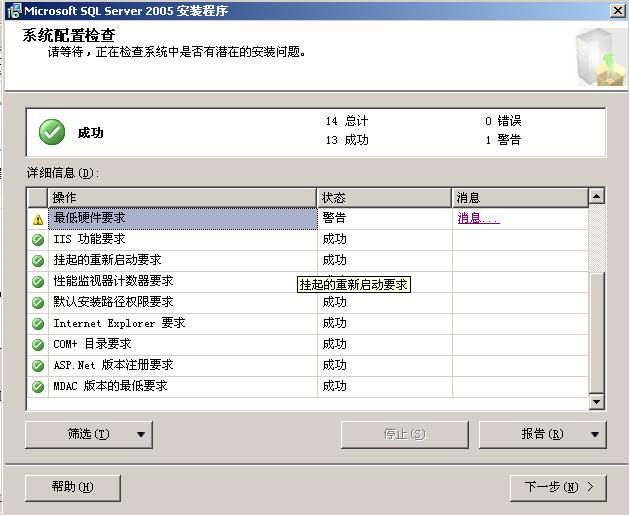 Microsoft SQL Server 2005 安装程序
系统配置检查
请等待，正在检查系统中是否有潜在的安装问题。
成功
14 总计
0 错误
13 成功
1 警告
详细信息(D):
操作 状态 消息
最低硬件要求 警告 消息...
IIS 功能要求 成功
挂起的重新启动要求 成功
性能监视器计数器要求 成功
挂起的重新启动要求
默认安装路径权限要求 成功
Internet Explorer 要求 成功
COM+ 目录要求 成功
ASP.Net 版本注册要求 成功
MDAC 版本的最低要求 成功
筛选(T) 停止(S) 报告(R)
帮助(H) 下一步(N) >